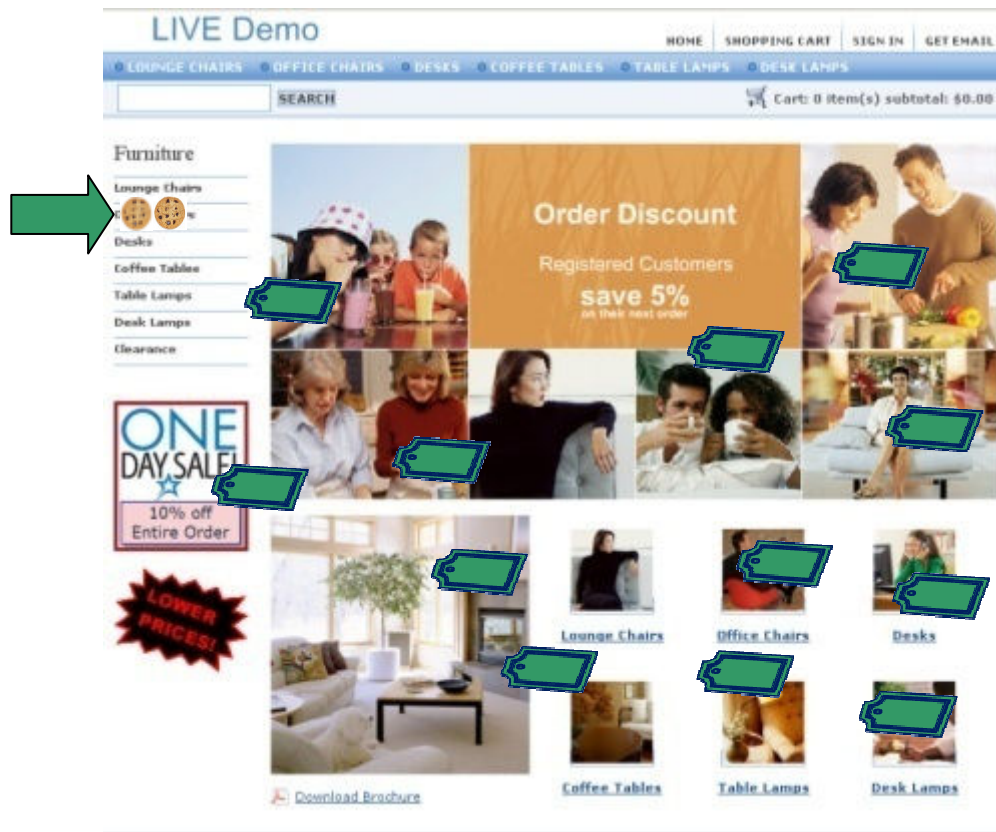 LIVE Demo
HOME SHOPPING CART SIGN IN GET EMAIL
LOUNGE CHAIRS OFFICE CHAIRS DESKS COFFEE TABLES TABLE LAMPS DESK LAMPS
SEARCH Cart: 0 item(s) subtotal: $0.00
Furniture
Lounge Chairs
Desks
Coffee Tables
Table Lamps
Desk Lamps
Clearance
Order Discount
Registered Customers
save 5%
on their next order
ONE
DAY SALE!
10% off
Entire Order
LOWER
PRICES!
Lounge Chairs Office Chairs Desks
Coffee Tables Table Lamps Desk Lamps
Download Brochure